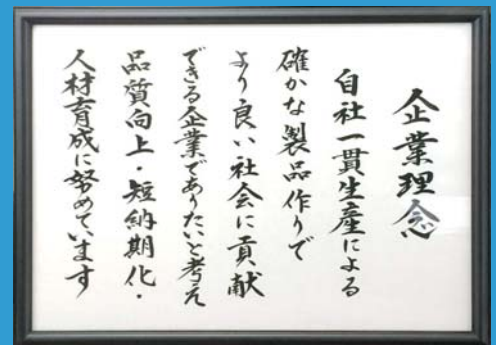 企業理念
自社一貫生産による
確かな製品作りで
より良い社会に貢献
できる企業でありたいと考え
品質向上・短納期化・
人材育成に努めています